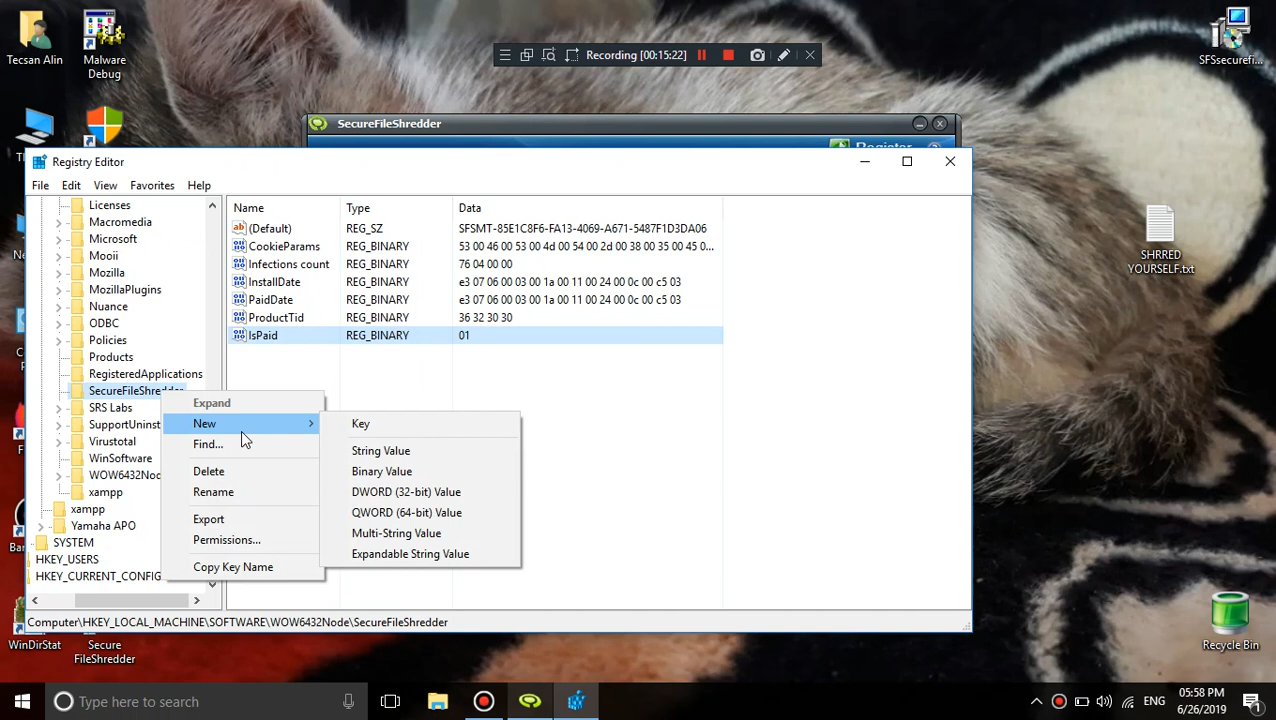 Tecsan Alin
Malware
Debug
SFSsecurefi...
Recording [00:15:22]
SecureFileShredder
Registry Editor
File Edit View Favorites Help
Name Type Data
(Default) REG_SZ SFSMT-85E1C8F6-FA13-4069-A671-5487F1D3DA06
CookieParams REG_BINARY 53 00 46 00 53 00 4d 00 54 00 2d 00 38 00 35 00 45 0...
Infections count REG_BINARY 76 04 00 00
InstallDate REG_BINARY e3 07 06 00 03 00 1a 00 11 00 24 00 0c 00 c5 03
PaidDate REG_BINARY e3 07 06 00 03 00 1a 00 11 00 24 00 0c 00 c5 03
ProductTid REG_BINARY 36 32 30 30
IsPaid REG_BINARY 01
Licenses
Macromedia
Microsoft
Mooii
Mozilla
MozillaPlugins
Nuance
ODBC
Policies
Products
RegisteredApplications
SecureFileShredder
SRS Labs
SupportUninst
Virustotal
WinSoftware
WOW6432Nod
xampp
xampp
Yamaha APO
SYSTEM
HKEY_USERS
HKEY_CURRENT_CONFIG
Expand
New
Find...
Delete
Rename
Export
Permissions...
Copy Key Name
Key
String Value
Binary Value
DWORD (32-bit) Value
QWORD (64-bit) Value
Multi-String Value
Expandable String Value
Computer\HKEY_LOCAL_MACHINE\SOFTWARE\WOW6432Node\SecureFileShredder
SHRRED
YOURSELF.txt
WinDirStat
Secure
FileShredder
Recycle Bin
Type here to search
ENG
05:58 PM
6/26/2019
1